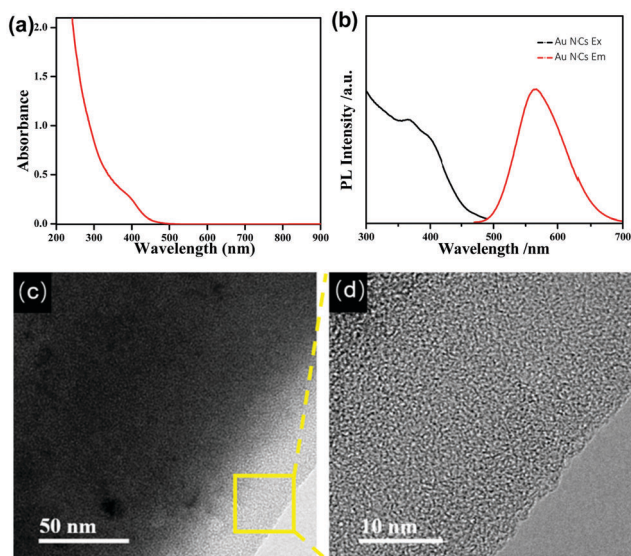 (a)
2.0
1.5
1.0
0.5
0.0
Absorbance
200 300 400 500 600 700 800 900
Wavelength (nm)
(b)
Au NCs Ex
Au NCs Em
PL Intensity /a.u.
300 400 500 600 700
Wavelength /nm
(c)
50 nm
(d)
10 nm